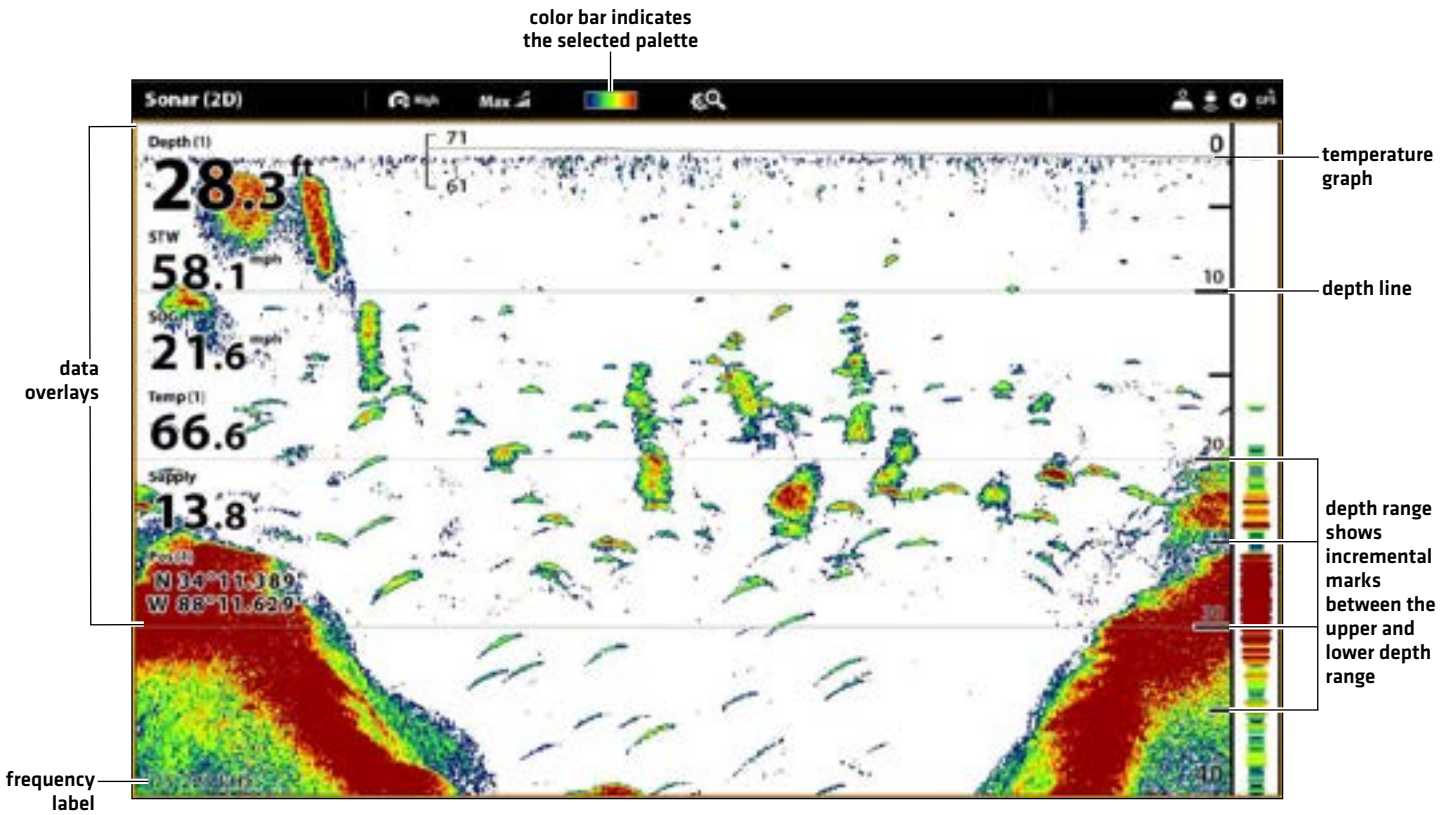 color bar indicates
the selected palette
Sonar (2D)
High
Max
GPS
Depth (1)
28.3 ft
71
61
0
temperature
graph
STW
58.1 mph
10
depth line
SOG
21.6 mph
data
overlays
Temp (1)
66.6
20
Supply
13.8 V
depth range
shows
incremental
marks
between the
upper and
lower depth
range
N 34°11.389'
W 88°11.629'
30
40
frequency
label